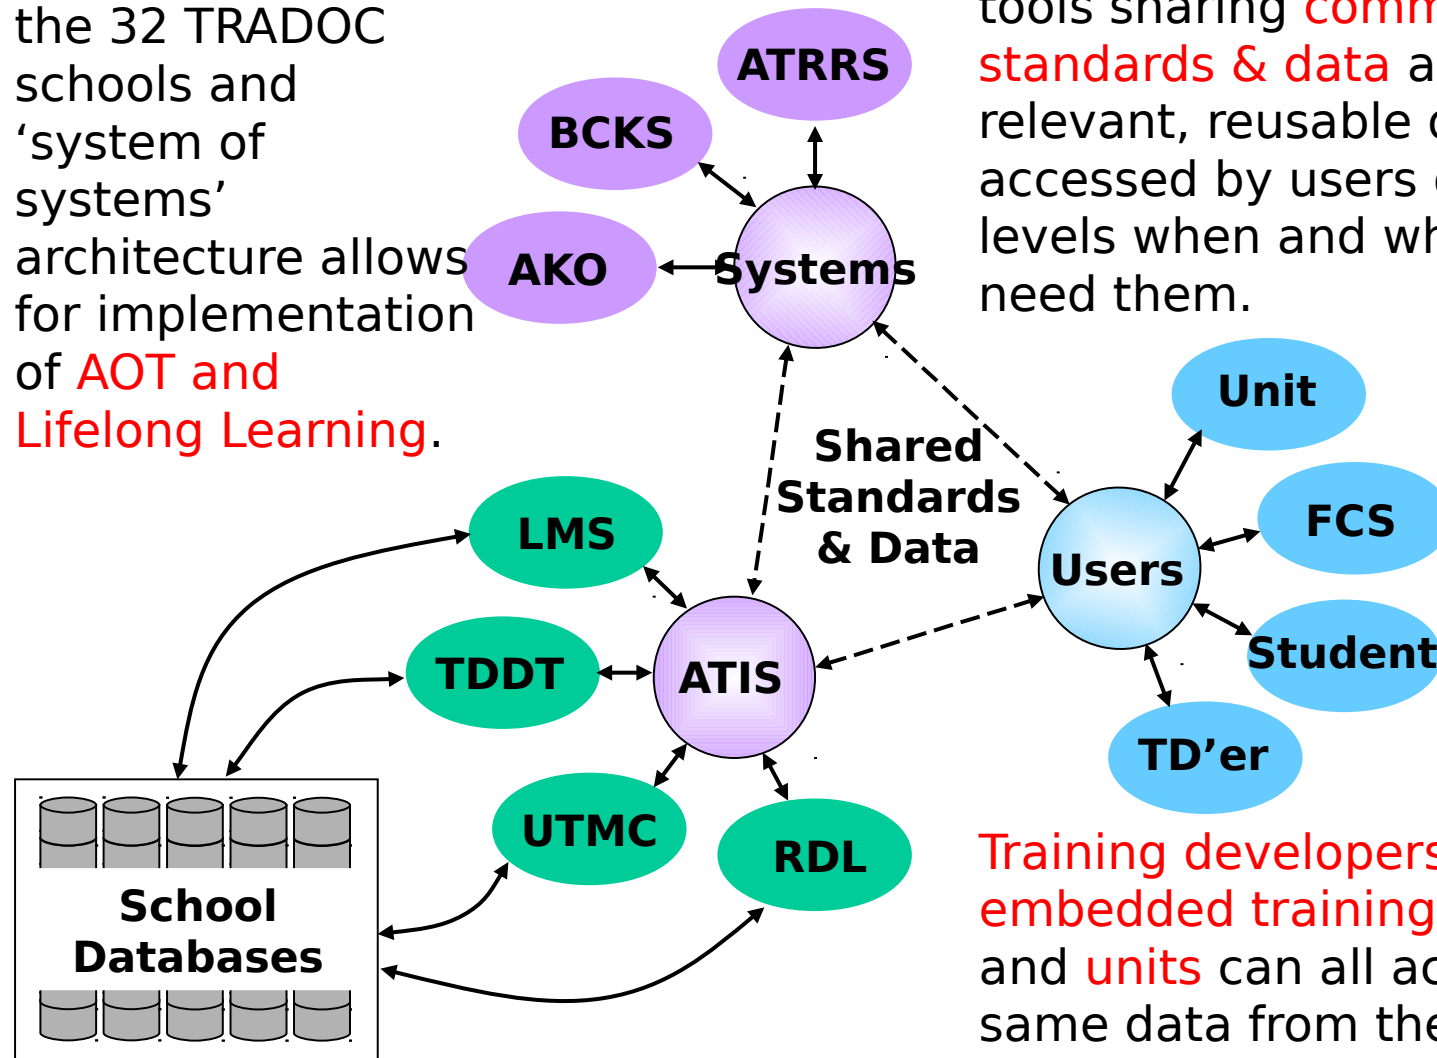 the 32 TRADOC
schools and
‘system of
systems’
architecture allows
for implementation
of AOT and
Lifelong Learning.
tools sharing
standards & data
relevant, reusable
accessed by users
levels when and
need them.
ATRRS
BCKS
AKO
Systems
Shared
Standards
& Data
Unit
FCS
Users
Student
TD’er
LMS
TDDT
ATIS
UTMC
RDL
School
Databases
Training developers
embedded training
and units can all
same data from the